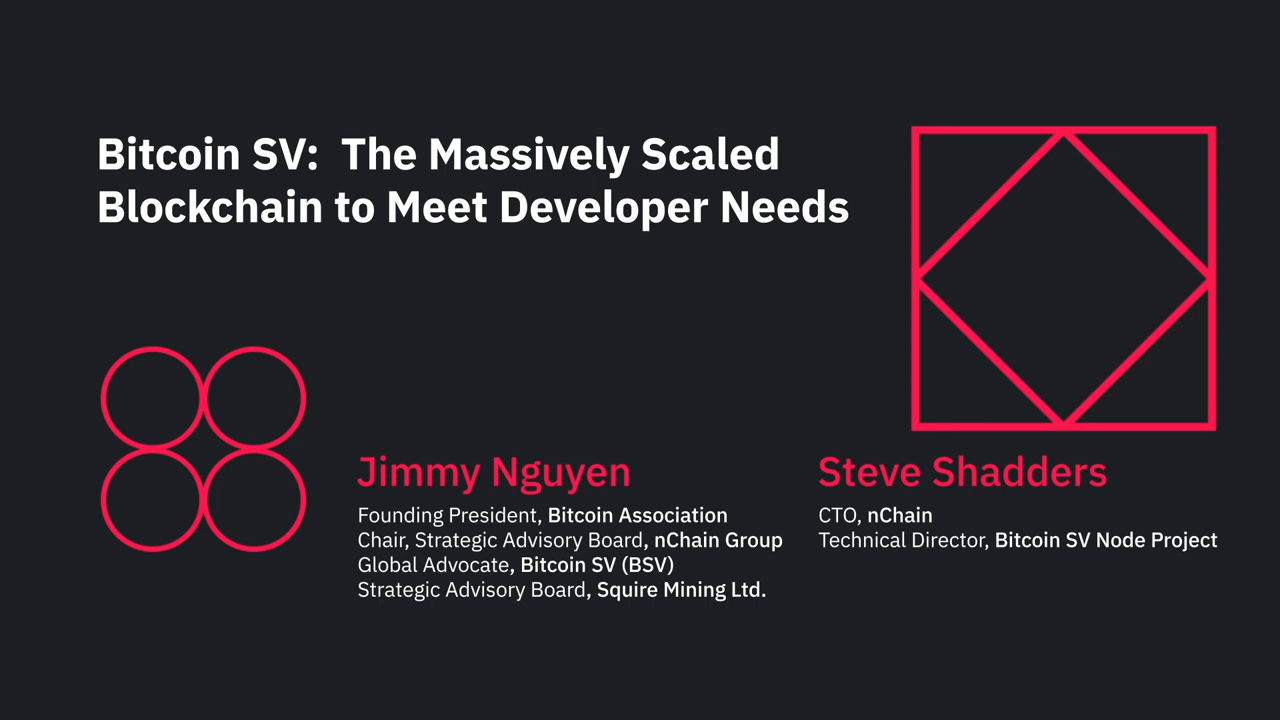 Bitcoin SV:  The Massively Scaled
Blockchain to Meet Developer Needs
Jimmy Nguyen
Founding President, Bitcoin Association
Chair, Strategic Advisory Board, nChain Group
Global Advocate, Bitcoin SV (BSV)
Strategic Advisory Board, Squire Mining Ltd.
Steve Shadders
CTO, nChain
Technical Director, Bitcoin SV Node Project